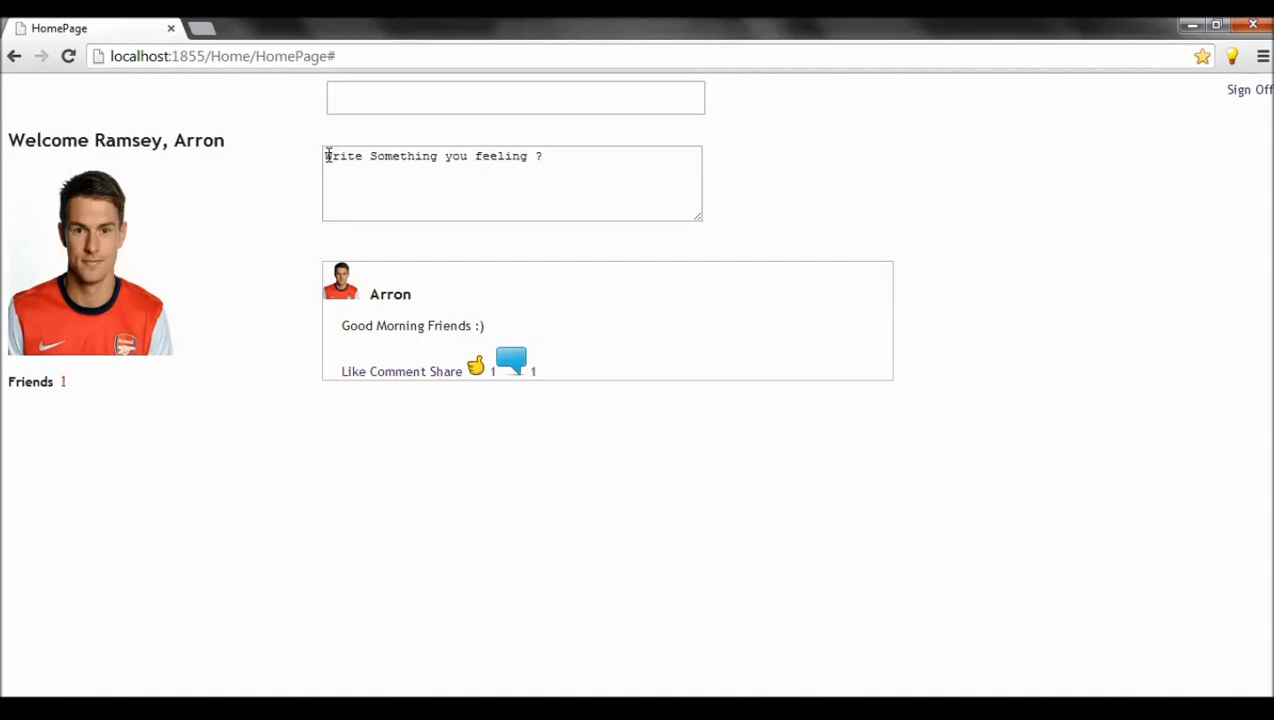 HomePage
localhost:1855/Home/HomePage#
Sign Off
Welcome Ramsey, Arron
Write Something you feeling ?
Arron
Good Morning Friends :)
Like Comment Share 1 1
Friends 1